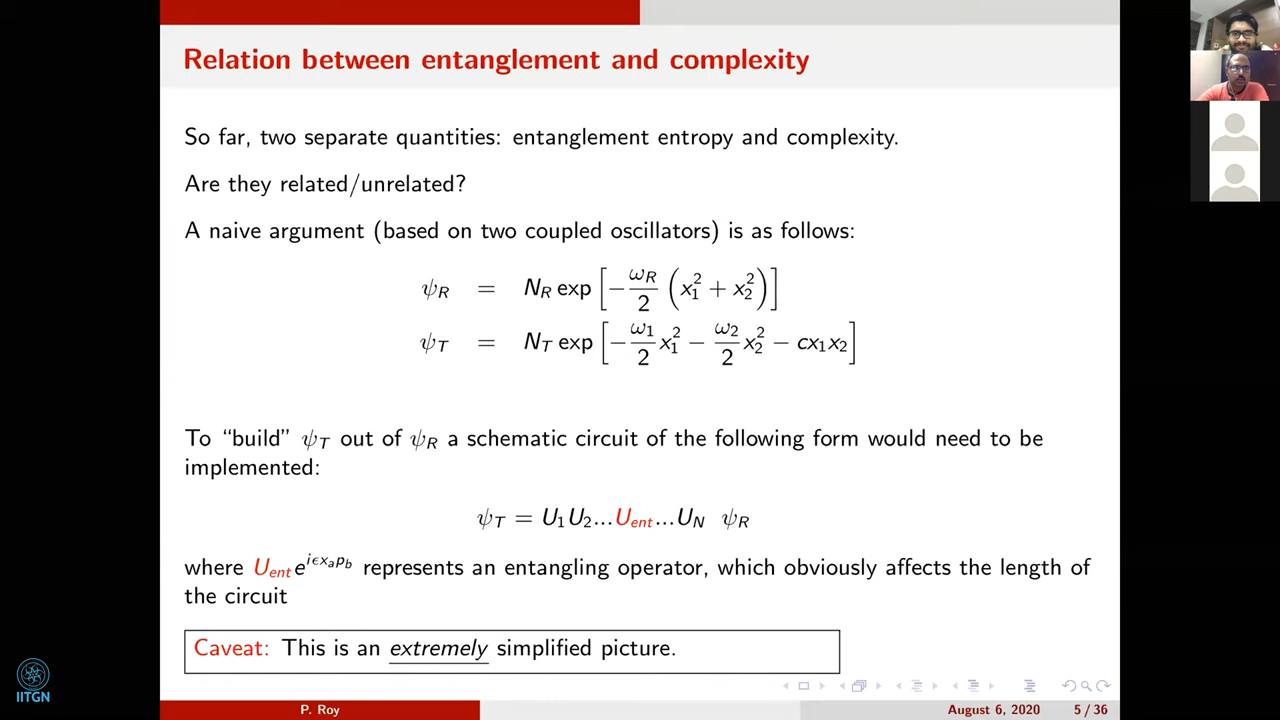 Relation between entanglement and complexity
So far, two separate quantities: entanglement entropy and complexity.
Are they related/unrelated?
A naive argument (based on two coupled oscillators) is as follows:
ψ_R = N_R exp [ − ω_R/2 ( x_1^2 + x_2^2 ) ]
ψ_T = N_T exp [ − ω_1/2 x_1^2 − ω_2/2 x_2^2 − cx_1x_2 ]
To “build” ψ_T out of ψ_R a schematic circuit of the following form would need to be
implemented:
ψ_T = U_1U_2...U_ent...U_N ψ_R
where U_ent e^{iϵx_ap_b} represents an entangling operator, which obviously affects the length of
the circuit
Caveat: This is an extremely simplified picture.
IITGN
P. Roy August 6, 2020 5 / 36